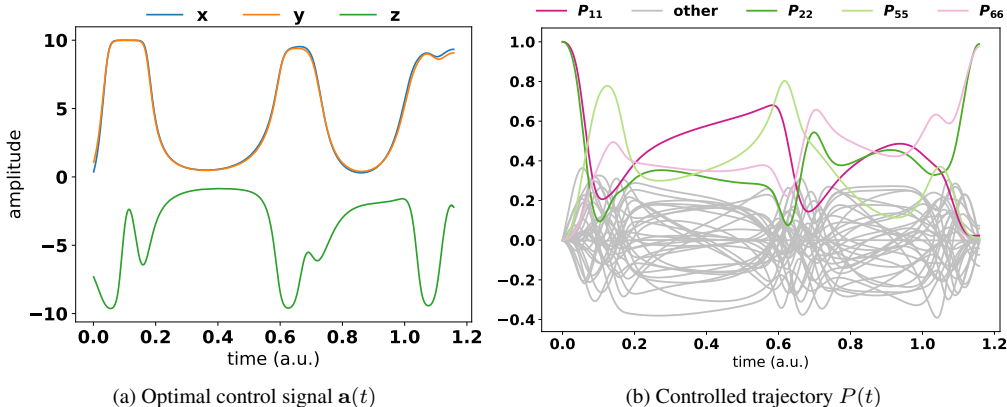 x y z
10
5
0
−5
−10
amplitude
0.0 0.2 0.4 0.6 0.8 1.0 1.2
time (a.u.)
(a) Optimal control signal a(t)
P11 other P22 P55 P66
1.0
0.8
0.6
0.4
0.2
0.0
−0.2
−0.4
0.0 0.2 0.4 0.6 0.8 1.0 1.2
time (a.u.)
(b) Controlled trajectory P(t)